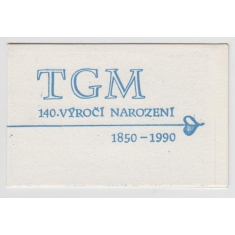 TGM
140. VÝROČÍ NAROZENÍ
1850 - 1990